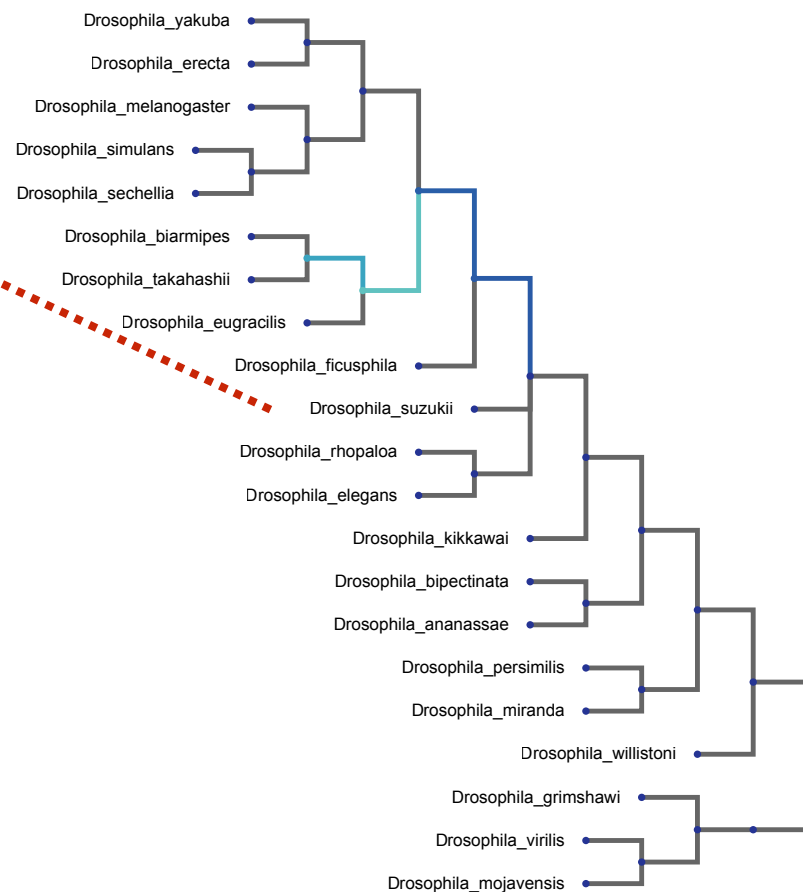 Drosophila_yakuba
Drosophila_erecta
Drosophila_melanogaster
Drosophila_simulans
Drosophila_sechellia
Drosophila_biarmipes
Drosophila_takahashii
Drosophila_eugracilis
Drosophila_ficusphila
Drosophila_suzukii
Drosophila_rhopaloa
Drosophila_elegans
Drosophila_kikkawai
Drosophila_bipectinata
Drosophila_ananassae
Drosophila_persimilis
Drosophila_miranda
Drosophila_willistoni
Drosophila_grimshawi
Drosophila_virilis
Drosophila_mojavensis